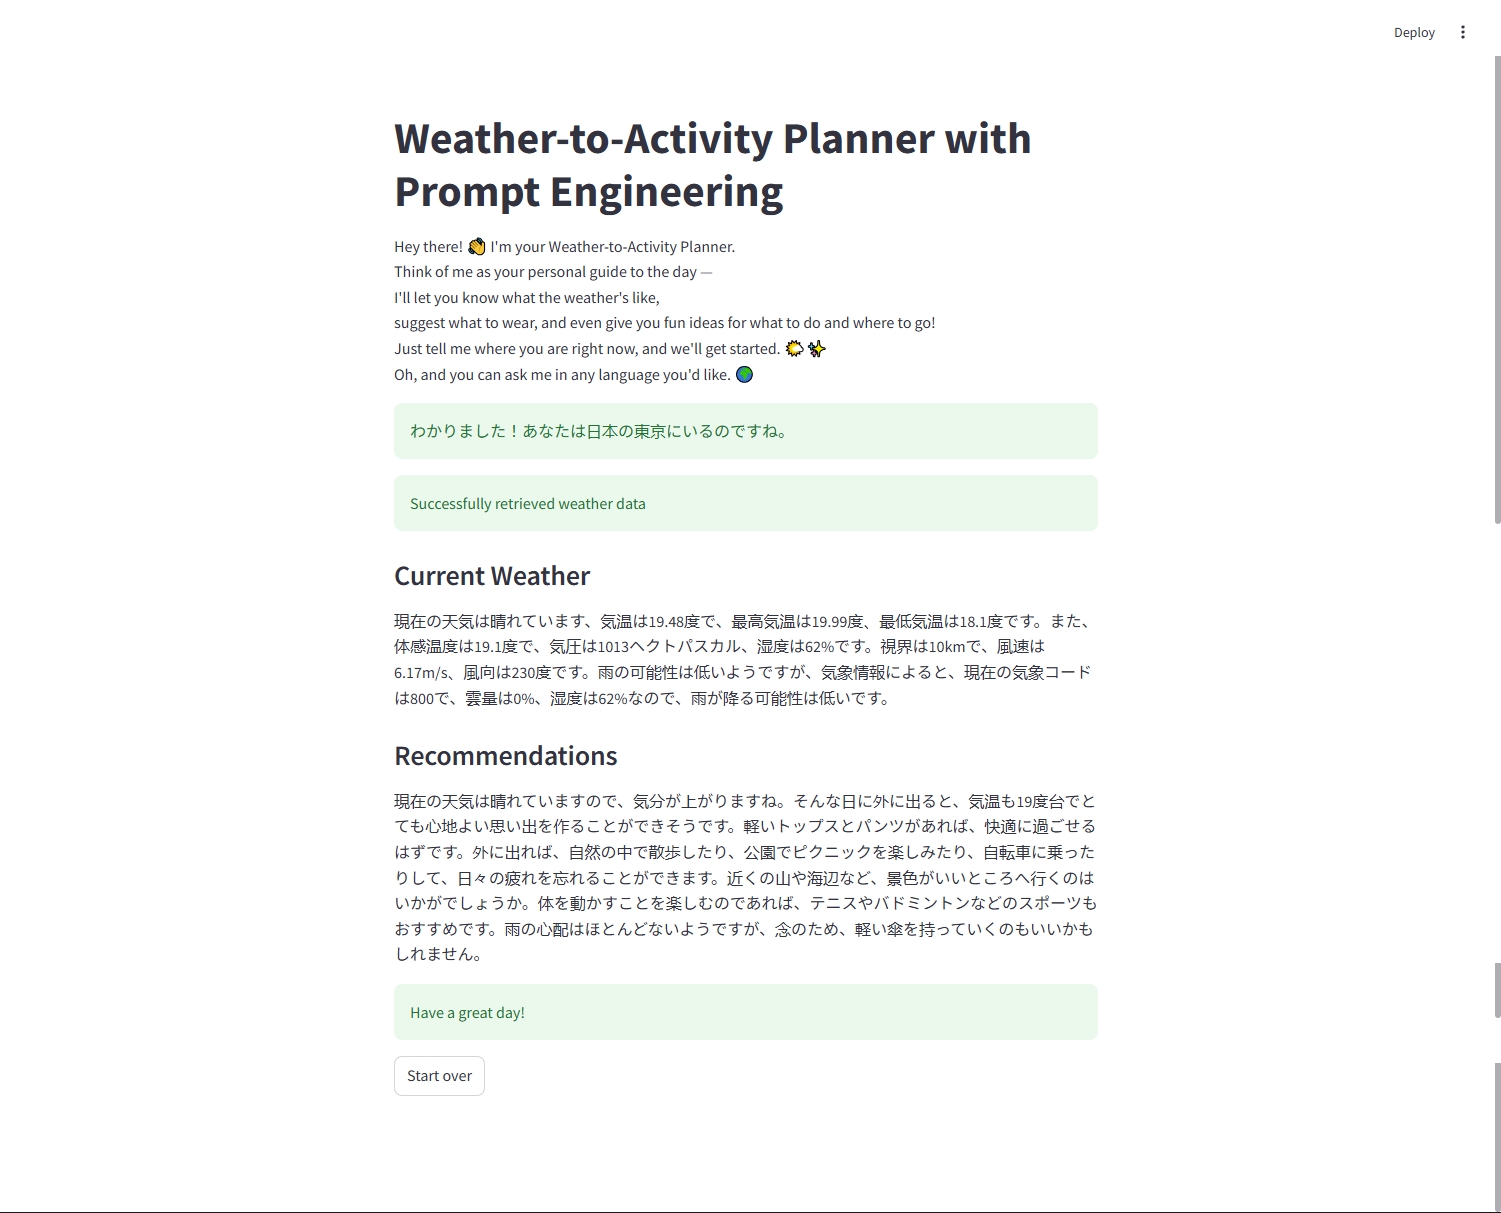 Deploy
Weather-to-Activity Planner with
Prompt Engineering
Hey there! 👋 I'm your Weather-to-Activity Planner.
Think of me as your personal guide to the day —
I'll let you know what the weather's like,
suggest what to wear, and even give you fun ideas for what to do and where to go!
Just tell me where you are right now, and we'll get started. 🌤️ ✨
Oh, and you can ask me in any language you'd like. 🌍
わかりました！あなたは日本の東京にいるのですね。
Successfully retrieved weather data
Current Weather
現在の天気は晴れています、気温は19.48度で、最高気温は19.99度、最低気温は18.1度です。また、
体感温度は19.1度で、気圧は1013ヘクトパスカル、湿度は62%です。視界は10kmで、風速は
6.17m/s、風向は230度です。雨の可能性は低いようですが、気象情報によると、現在の気象コード
は800で、雲量は0%、湿度は62%なので、雨が降る可能性は低いです。
Recommendations
現在の天気は晴れていますので、気分が上がりますね。そんな日に外に出ると、気温も19度台でと
ても心地よい思い出を作ることができそうです。軽いトップスとパンツがあれば、快適に過ごせる
はずです。外に出れば、自然の中で散歩したり、公園でピクニックを楽しみたり、自転車に乗った
りして、日々の疲れを忘れることができます。近くの山や海辺など、景色がいいところへ行くのは
いかがでしょうか。体を動かすことを楽しむのであれば、テニスやバドミントンなどのスポーツも
おすすめです。雨の心配はほとんどないようですが、念のため、軽い傘を持っていくのもいいかも
しれません。
Have a great day!
Start over